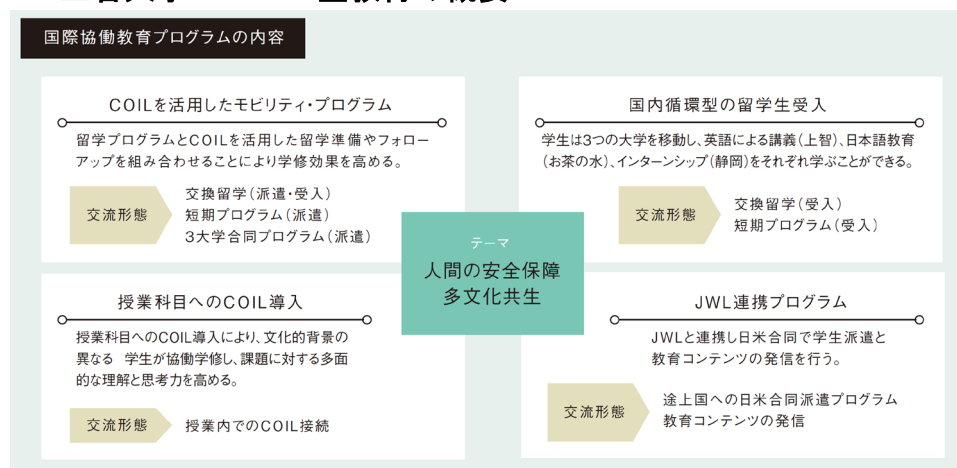 国際協働教育プログラムの内容
COILを活用したモビリティ・プログラム
留学プログラムとCOILを活用した留学準備やフォロー
アップを組み合わせることにより学修効果を高める。
交流形態
交換留学(派遣・受入)
短期プログラム(派遣)
3大学合同プログラム(派遣)
国内循環型の留学生受入
学生は3つの大学を移動し、英語による講義(上智)、日本語教育
(お茶の水)、インターンシップ(静岡)をそれぞれ学ぶことができる。
交流形態
交換留学(受入)
短期プログラム(受入)
テーマ
人間の安全保障
多文化共生
授業科目へのCOIL導入
授業科目へのCOIL導入により、文化的背景の
異なる 学生が協働学修し、課題に対する多面
的な理解と思考力を高める。
交流形態
授業内でのCOIL接続
JWL連携プログラム
JWLと連携し日米合同で学生派遣と
教育コンテンツの発信を行う。
交流形態
途上国への日米合同派遣プログラム
教育コンテンツの発信